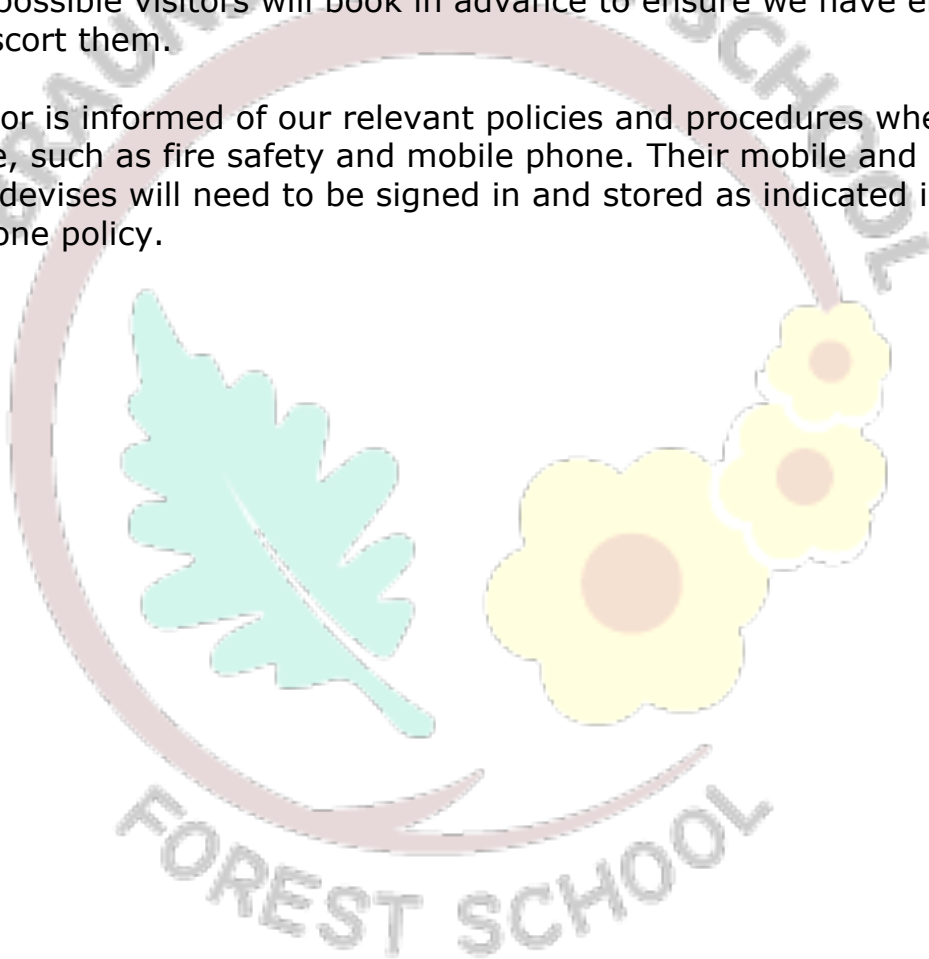 possible visitors will book in advance to ensure we have e
scort them.
or is informed of our relevant policies and procedures whe
e, such as fire safety and mobile phone. Their mobile and
devises will need to be signed in and stored as indicated i
one policy.
BRAUN
SCHOOL
FOREST SCHOOL